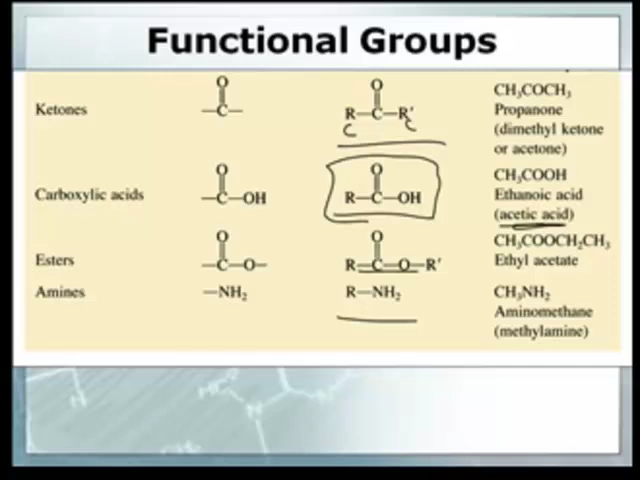 Functional Groups
Ketones
O
—C—
O
R—C—R′
C C
CH₃COCH₃
Propanone
(dimethyl ketone
or acetone)
Carboxylic acids
O
—C—OH
O
R—C—OH
CH₃COOH
Ethanoic acid
(acetic acid)
Esters
O
—C—O—
O
R—C—O—R′
CH₃COOCH₂CH₃
Ethyl acetate
Amines
—NH₂
R—NH₂
CH₃NH₂
Aminomethane
(methylamine)